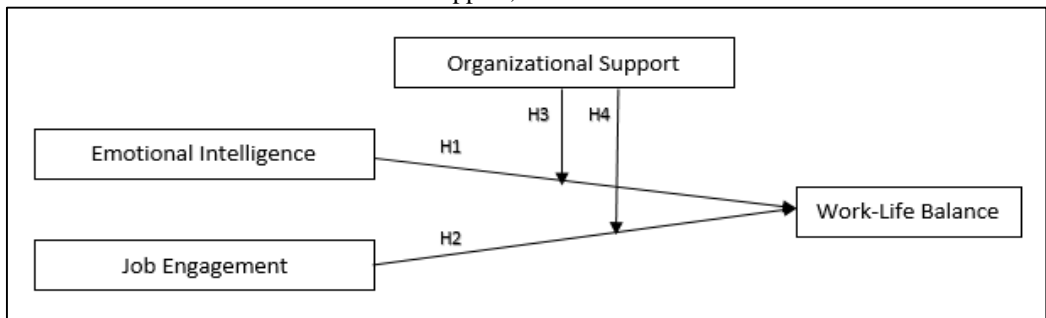 Organizational Support
H3 H4
Emotional Intelligence
H1
Work-Life Balance
H2
Job Engagement